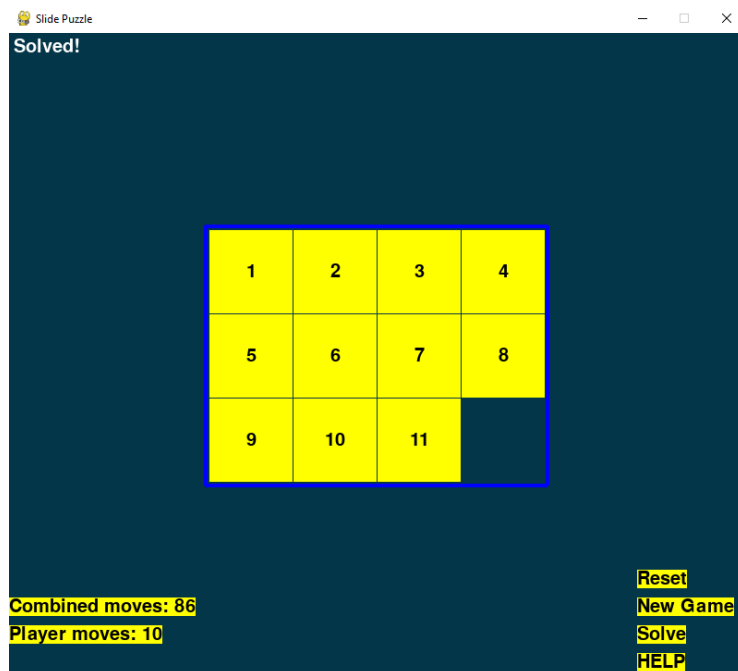 Slide Puzzle
Solved!
1 2 3 4
5 6 7 8
9 10 11
Reset
Combined moves: 86 New Game
Player moves: 10 Solve
HELP